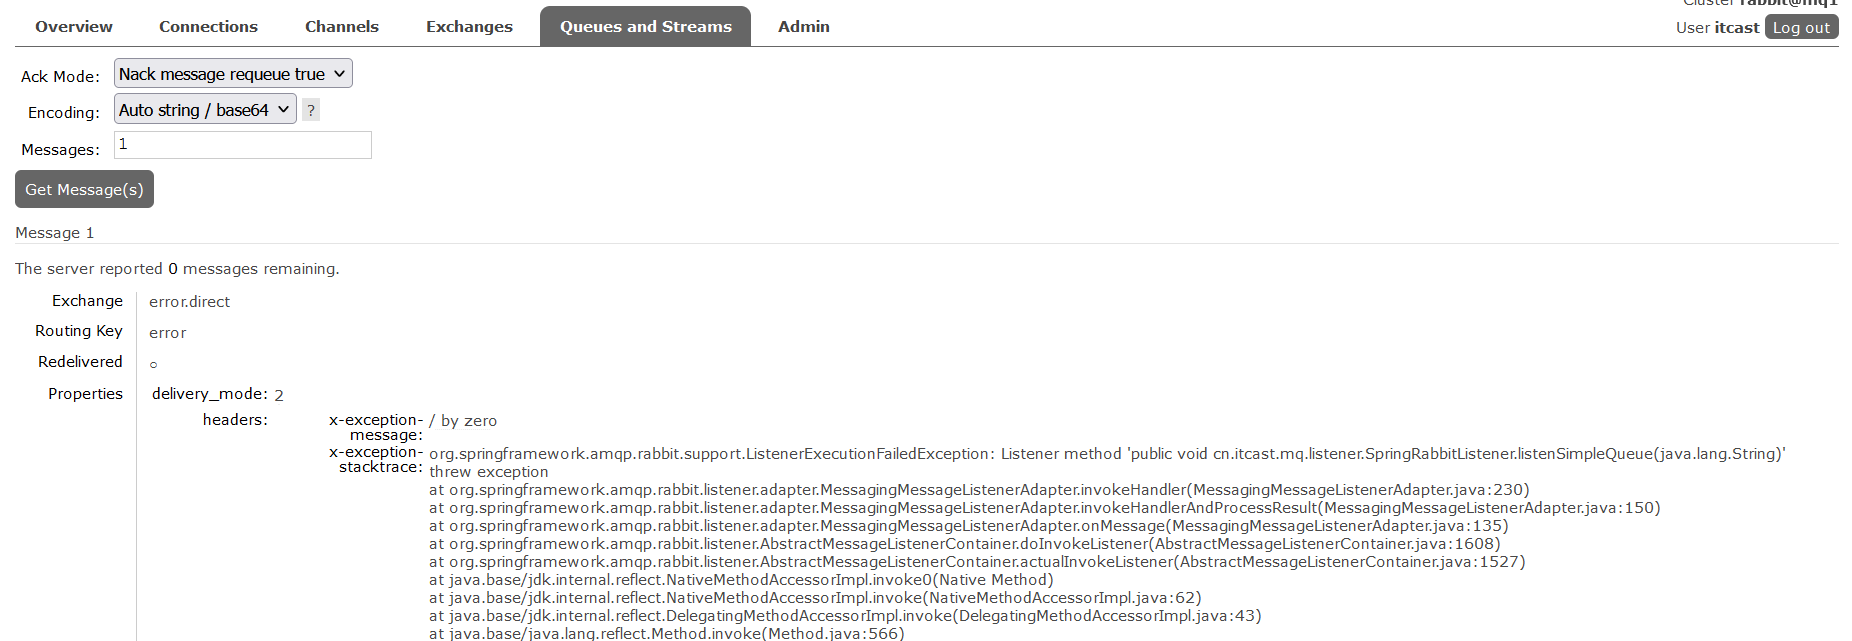 Cluster rabbit@mq1
Overview Connections Channels Exchanges Queues and Streams Admin
User itcast Log out
Ack Mode: Nack message requeue true
Encoding: Auto string / base64 ?
Messages: 1
Get Message(s)
Message 1
The server reported 0 messages remaining.
Exchange error.direct
Routing Key error
Redelivered ○
Properties delivery_mode: 2
headers: x-exception-message: / by zero
x-exception-stacktrace: org.springframework.amqp.rabbit.support.ListenerExecutionFailedException: Listener method 'public void cn.itcast.mq.listener.SpringRabbitListener.listenSimpleQueue(java.lang.String)'
threw exception
at org.springframework.amqp.rabbit.listener.adapter.MessagingMessageListenerAdapter.invokeHandler(MessagingMessageListenerAdapter.java:230)
at org.springframework.amqp.rabbit.listener.adapter.MessagingMessageListenerAdapter.invokeHandlerAndProcessResult(MessagingMessageListenerAdapter.java:150)
at org.springframework.amqp.rabbit.listener.adapter.MessagingMessageListenerAdapter.onMessage(MessagingMessageListenerAdapter.java:135)
at org.springframework.amqp.rabbit.listener.AbstractMessageListenerContainer.doInvokeListener(AbstractMessageListenerContainer.java:1608)
at org.springframework.amqp.rabbit.listener.AbstractMessageListenerContainer.actualInvokeListener(AbstractMessageListenerContainer.java:1527)
at java.base/jdk.internal.reflect.NativeMethodAccessorImpl.invoke0(Native Method)
at java.base/jdk.internal.reflect.NativeMethodAccessorImpl.invoke(NativeMethodAccessorImpl.java:62)
at java.base/jdk.internal.reflect.DelegatingMethodAccessorImpl.invoke(DelegatingMethodAccessorImpl.java:43)
at java.base/java.lang.reflect.Method.invoke(Method.java:566)